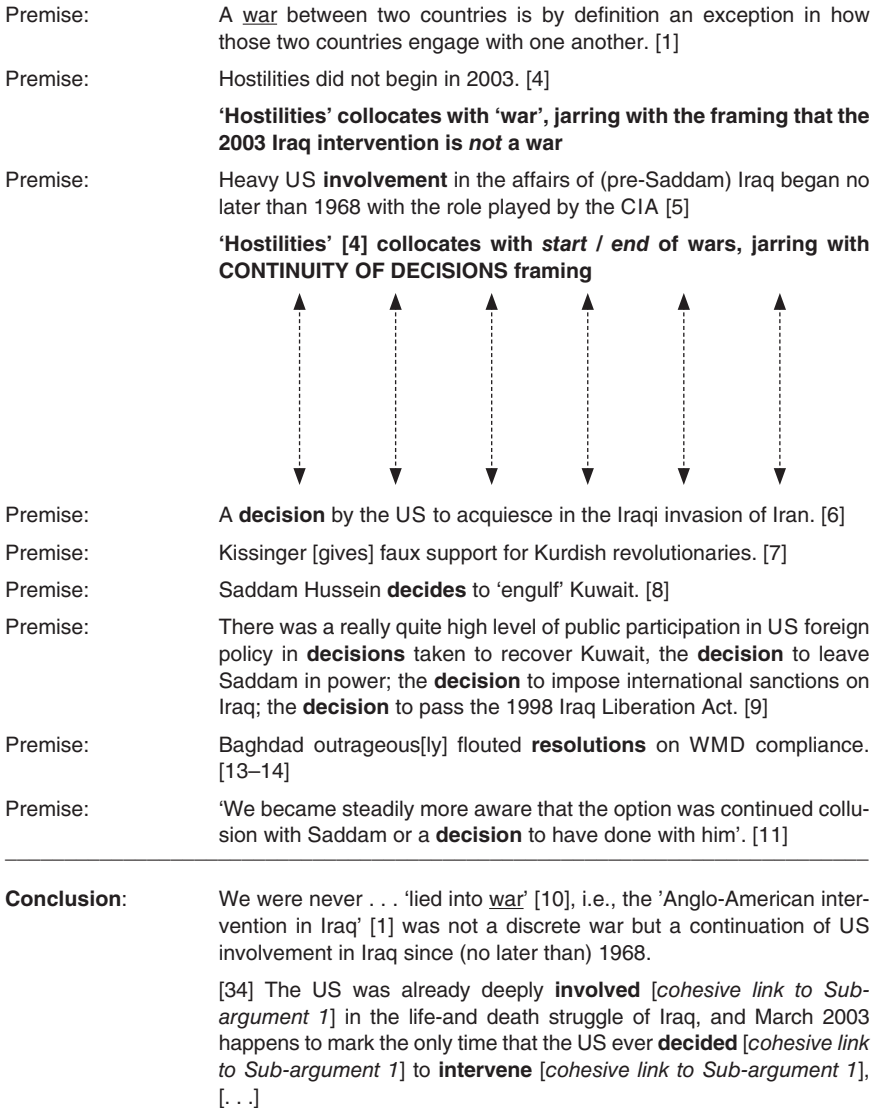 Premise: A war between two countries is by definition an exception in how
those two countries engage with one another. [1]
Premise: Hostilities did not begin in 2003. [4]
‘Hostilities’ collocates with ‘war’, jarring with the framing that the
2003 Iraq intervention is not a war
Premise: Heavy US involvement in the affairs of (pre-Saddam) Iraq began no
later than 1968 with the role played by the CIA [5]
‘Hostilities’ [4] collocates with start / end of wars, jarring with
CONTINUITY OF DECISIONS framing
Premise: A decision by the US to acquiesce in the Iraqi invasion of Iran. [6]
Premise: Kissinger [gives] faux support for Kurdish revolutionaries. [7]
Premise: Saddam Hussein decides to ‘engulf’ Kuwait. [8]
Premise: There was a really quite high level of public participation in US foreign
policy in decisions taken to recover Kuwait, the decision to leave
Saddam in power; the decision to impose international sanctions on
Iraq; the decision to pass the 1998 Iraq Liberation Act. [9]
Premise: Baghdad outrageous[ly] flouted resolutions on WMD compliance.
[13–14]
Premise: ‘We became steadily more aware that the option was continued collu-
sion with Saddam or a decision to have done with him’. [11]
Conclusion: We were never . . . ‘lied into war’ [10], i.e., the ’Anglo-American inter-
vention in Iraq’ [1] was not a discrete war but a continuation of US
involvement in Iraq since (no later than) 1968.
[34] The US was already deeply involved [cohesive link to Sub-
argument 1] in the life-and death struggle of Iraq, and March 2003
happens to mark the only time that the US ever decided [cohesive link
to Sub-argument 1] to intervene [cohesive link to Sub-argument 1],
[. . .]